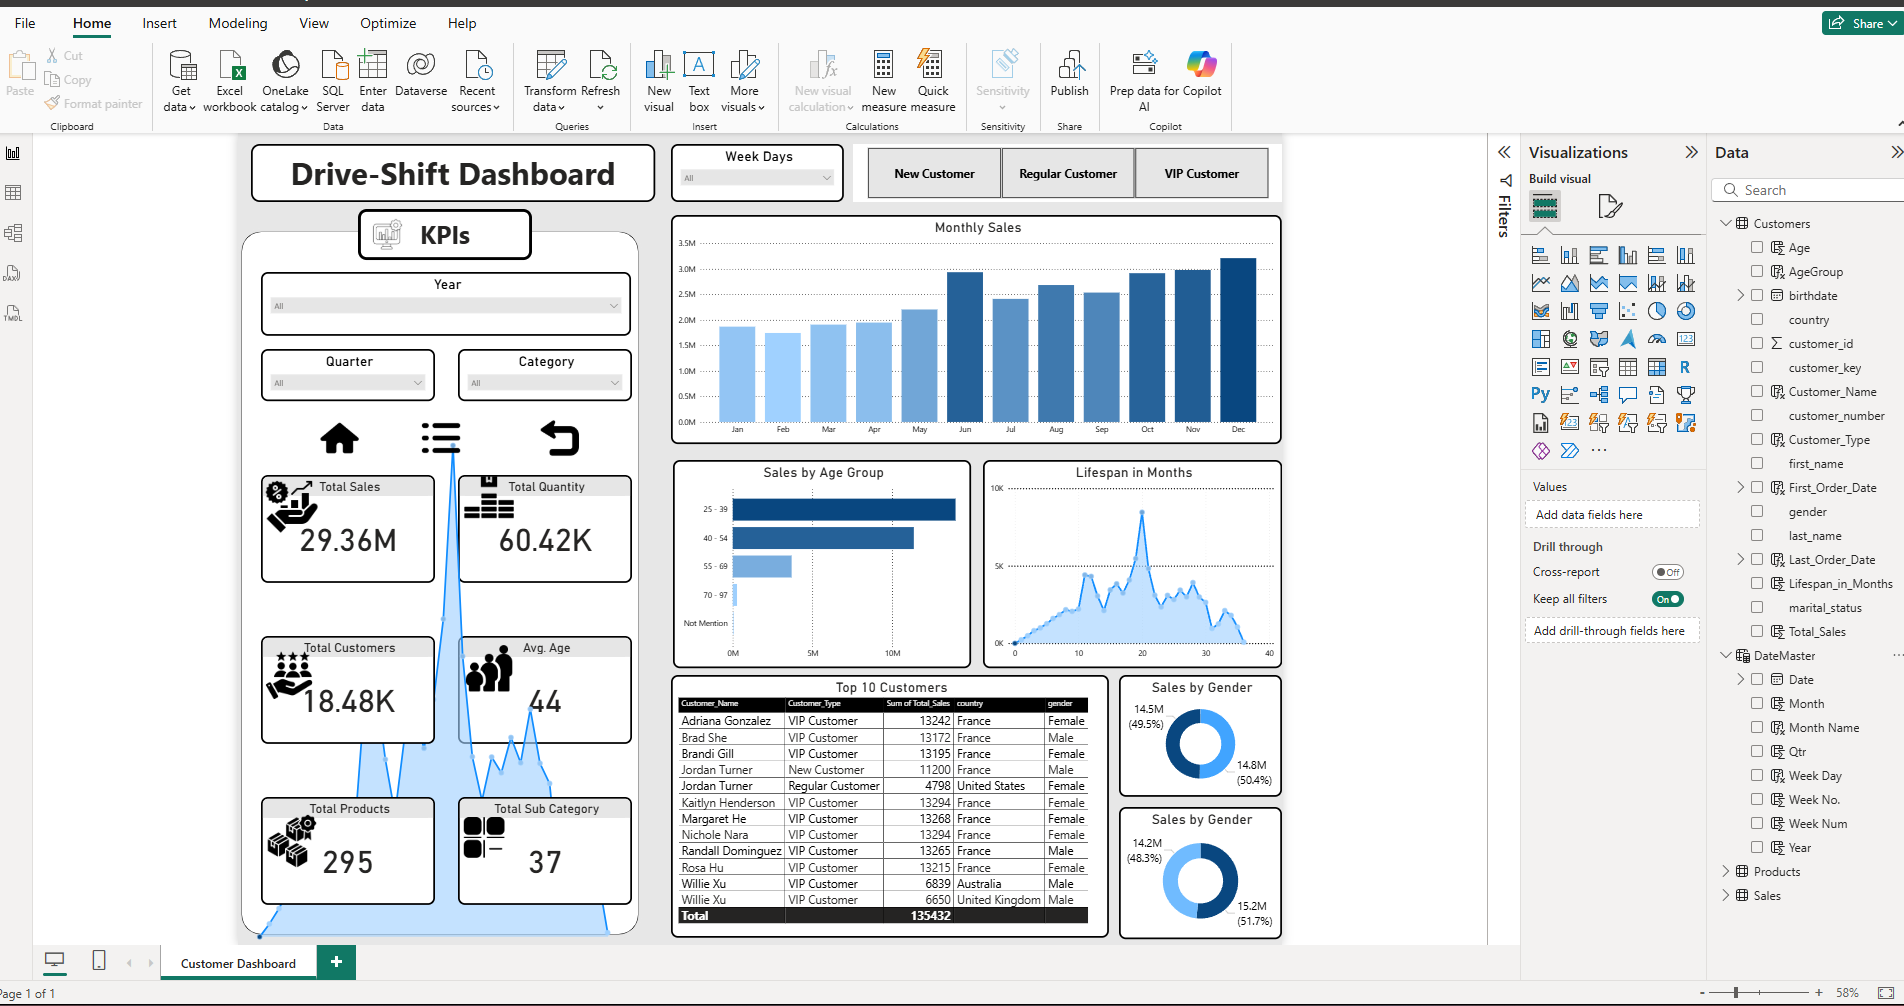 File Home Insert Modeling View Optimize Help
Share
Paste
Cut
Copy
Format painter
Get data
Excel workbook
OneLake catalog
SQL Server
Enter data
Dataverse
Recent sources
Transform data
Refresh
New visual
Text box
More visuals
New visual calculation
New measure
Quick measure
Sensitivity
Publish
Prep data for AI
Copilot
Clipboard Data Queries Insert Calculations Sensitivity Share Copilot
DAX
TMDL
Drive-Shift Dashboard
Week Days
All
New Customer Regular Customer VIP Customer
KPIs
Year
All
Quarter
All
Category
All
Total Sales
29.36M
Total Quantity
60.42K
Total Customers
18.48K
Avg. Age
44
Total Products
295
Total Sub Category
37
Monthly Sales
3.5M
3.0M
2.5M
2.0M
1.5M
1.0M
0.5M
0.0M
Jan Feb Mar Apr May Jun Jul Aug Sep Oct Nov Dec
Sales by Age Group
25 - 39
40 - 54
55 - 69
70 - 97
Not Mention
0M 5M 10M
Lifespan in Months
10K
5K
0K
0 10 20 30 40
Top 10 Customers
Customer_Name Customer_Type Sum of Total_Sales country gender
Adriana Gonzalez VIP Customer 13242 France Female
Brad She VIP Customer 13172 France Male
Brandi Gill VIP Customer 13195 France Female
Jordan Turner New Customer 11200 France Male
Jordan Turner Regular Customer 4798 United States Female
Kaitlyn Henderson VIP Customer 13294 France Female
Margaret He VIP Customer 13268 France Female
Nichole Nara VIP Customer 13294 France Female
Randall Dominguez VIP Customer 13265 France Male
Rosa Hu VIP Customer 13215 France Female
Willie Xu VIP Customer 6839 Australia Male
Willie Xu VIP Customer 6650 United Kingdom Male
Total 135432
Sales by Gender
14.5M
(49.5%)
14.8M
(50.4%)
Sales by Gender
14.2M
(48.3%)
15.2M
(51.7%)
Filters
Visualizations
Build visual
123
R
Py
123
Values
Add data fields here
Drill through
Cross-report
Off
Keep all filters
On
Add drill-through fields here
Data
Search
Customers
Age
AgeGroup
birthdate
country
customer_id
customer_key
Customer_Name
customer_number
Customer_Type
first_name
First_Order_Date
gender
last_name
Last_Order_Date
Lifespan_in_Months
marital_status
Total_Sales
DateMaster
Date
Month
Month Name
Qtr
Week Day
Week No.
Week Num
Year
Products
Sales
Customer Dashboard
Page 1 of 1
58%